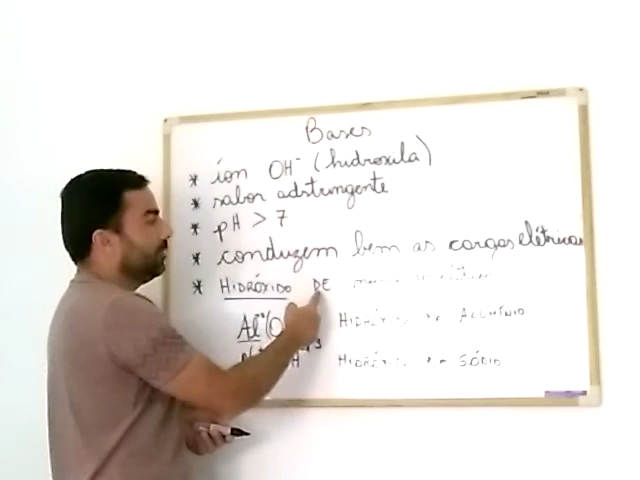 Bases
* íon OH⁻ (hidroxila)
* sabor adstringente
* pH > 7
* conduzem bem as cargas elétricas
* HIDRÓXIDO DE
Al HIDRÓXIDO DE ALUMÍNIO
HIDRÓXIDO DE SÓDIO